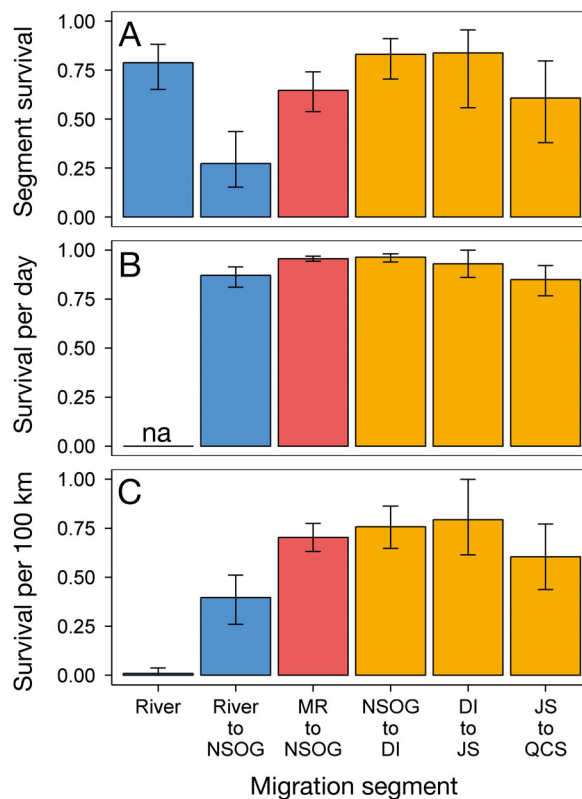 A
Segment survival
1.00
0.75
0.50
0.25
0.00
B
Survival per day
1.00
0.75
0.50
0.25
0.00
na
C
Survival per 100 km
1.00
0.75
0.50
0.25
0.00
River
River
to
NSOG
MR
to
NSOG
NSOG
to
DI
DI
to
JS
JS
to
QCS
Migration segment